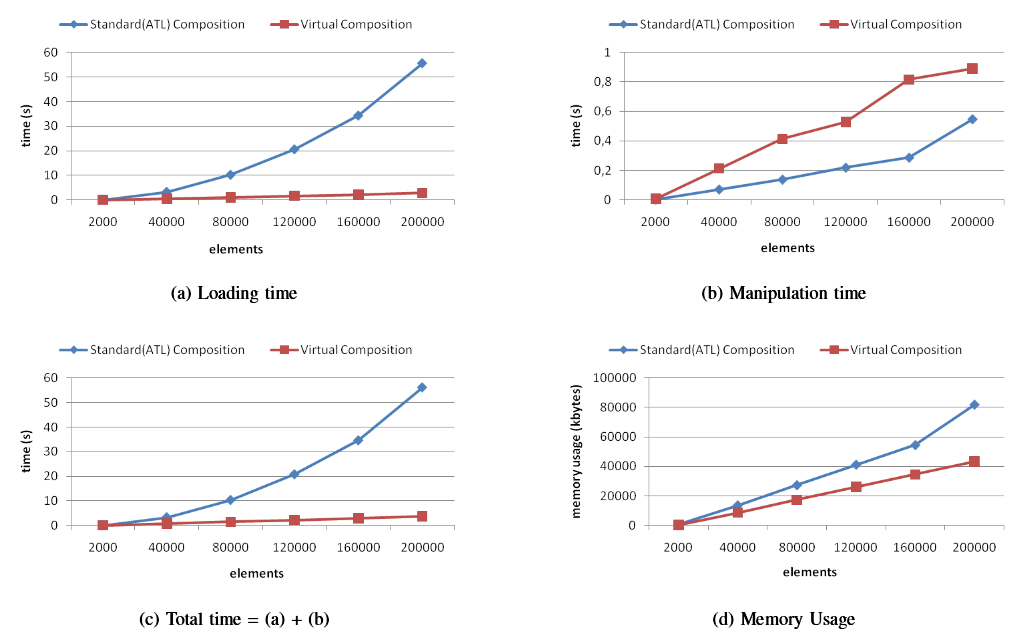 Standard(ATL) Composition Virtual Composition
60
50
40
30
20
10
0
time (s)
2000 40000 80000 120000 160000 200000
elements
(a) Loading time
Standard(ATL) Composition Virtual Composition
1
0,8
0,6
0,4
0,2
0
time (s)
2000 40000 80000 120000 160000 200000
elements
(b) Manipulation time
Standard(ATL) Composition Virtual Composition
60
50
40
30
20
10
0
time (s)
2000 40000 80000 120000 160000 200000
elements
(c) Total time = (a) + (b)
Standard(ATL) Composition Virtual Composition
100000
80000
60000
40000
20000
0
memory usage (kbytes)
2000 40000 80000 120000 160000 200000
elements
(d) Memory Usage